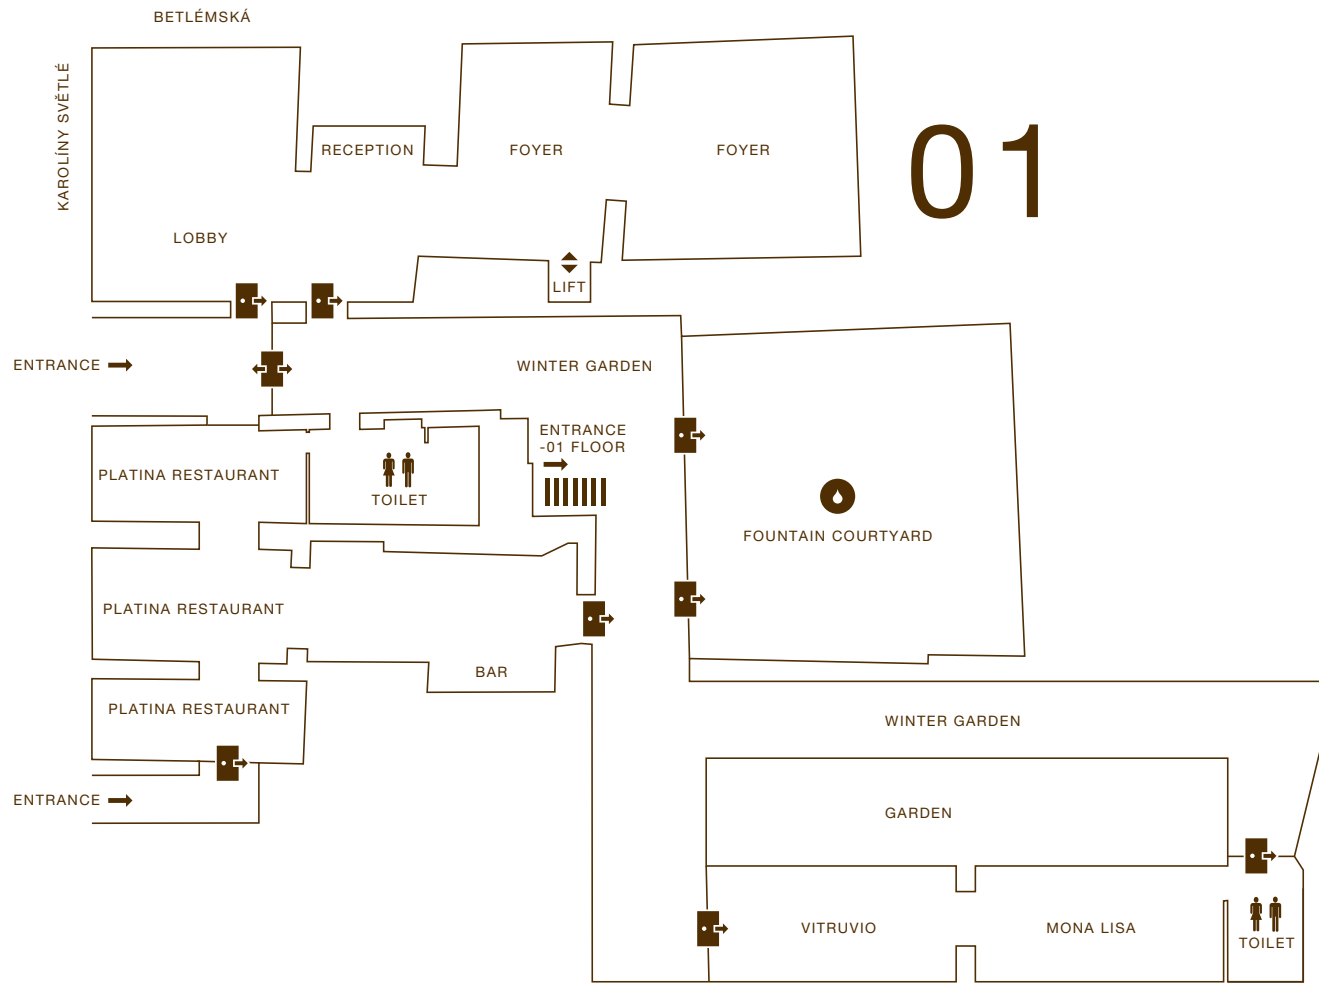 BETLÉMSKÁ
KAROLÍNY SVĚTLÉ
RECEPTION
FOYER
FOYER
01
LOBBY
LIFT
ENTRANCE
WINTER GARDEN
ENTRANCE
-01 FLOOR
PLATINA RESTAURANT
TOILET
FOUNTAIN COURTYARD
PLATINA RESTAURANT
BAR
PLATINA RESTAURANT
WINTER GARDEN
ENTRANCE
GARDEN
VITRUVIO
MONA LISA
TOILET